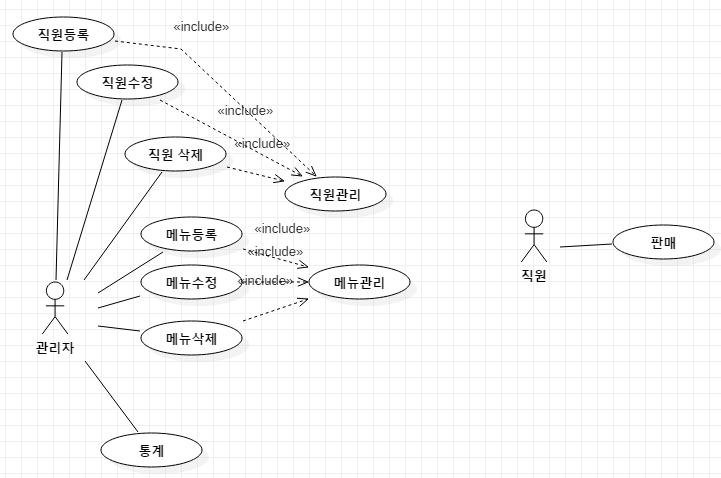 «include»
직원등록
직원수정
«include»
«include»
직원 삭제
직원관리
«include»
메뉴등록
«include»
판매
직원
«include»
메뉴수정
메뉴관리
메뉴삭제
관리자
통계